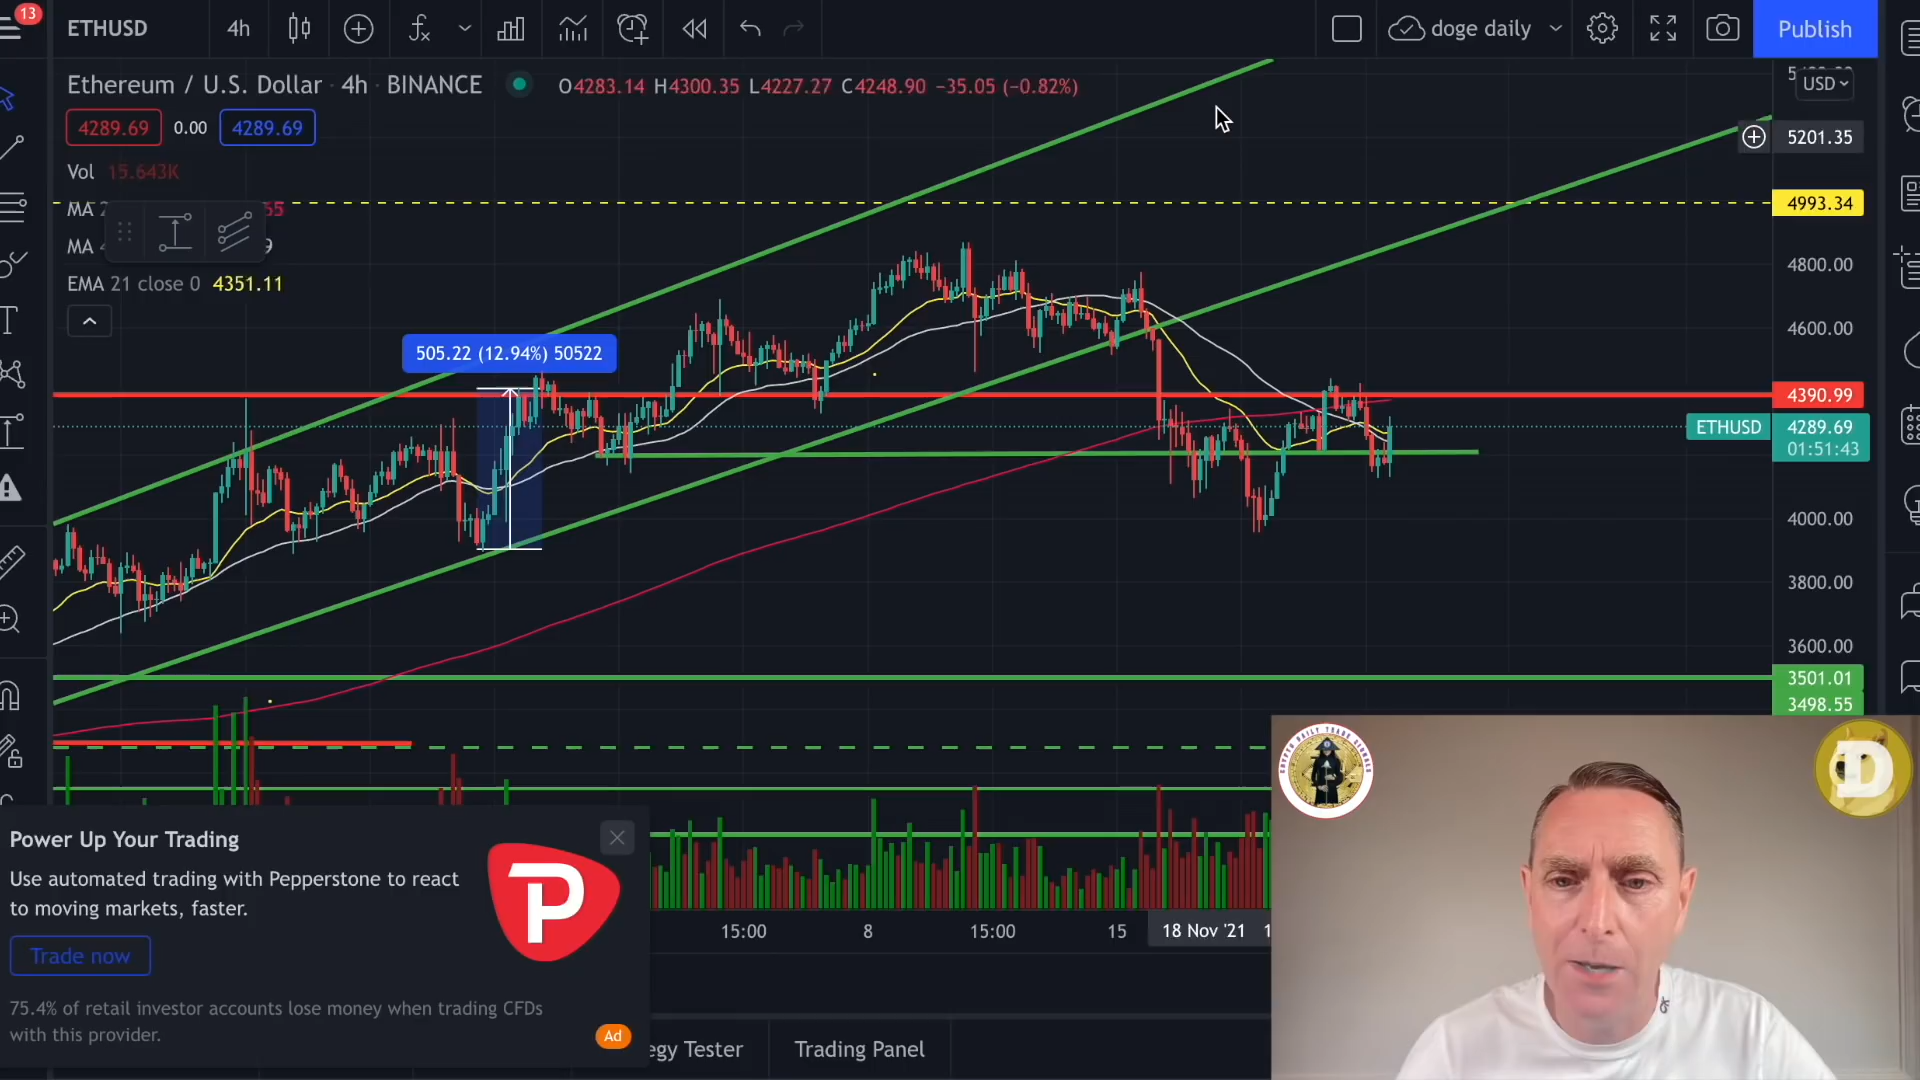 13
ETHUSD
4h
doge daily
Publish
Ethereum / U.S. Dollar · 4h · BINANCE
O4283.14 H4300.35 L4227.27 C4248.90 −35.05 (−0.82%)
USD
4289.69
0.00
4289.69
5201.35
Vol 15.643K
4993.34
MA
MA
EMA 21 close 0 4351.11
4800.00
4600.00
505.22 (12.94%) 50522
4390.99
ETHUSD
4289.69
01:51:43
4000.00
3800.00
3600.00
3501.01
3498.55
CRYPTO DAILY TRADE SIGNALS
D
Power Up Your Trading
Use automated trading with Pepperstone to react
to moving markets, faster.
P
Trade now
75.4% of retail investor accounts lose money when trading CFDs
with this provider.
Ad
15:00
8
15:00
15
18 Nov '21
egy Tester
Trading Panel